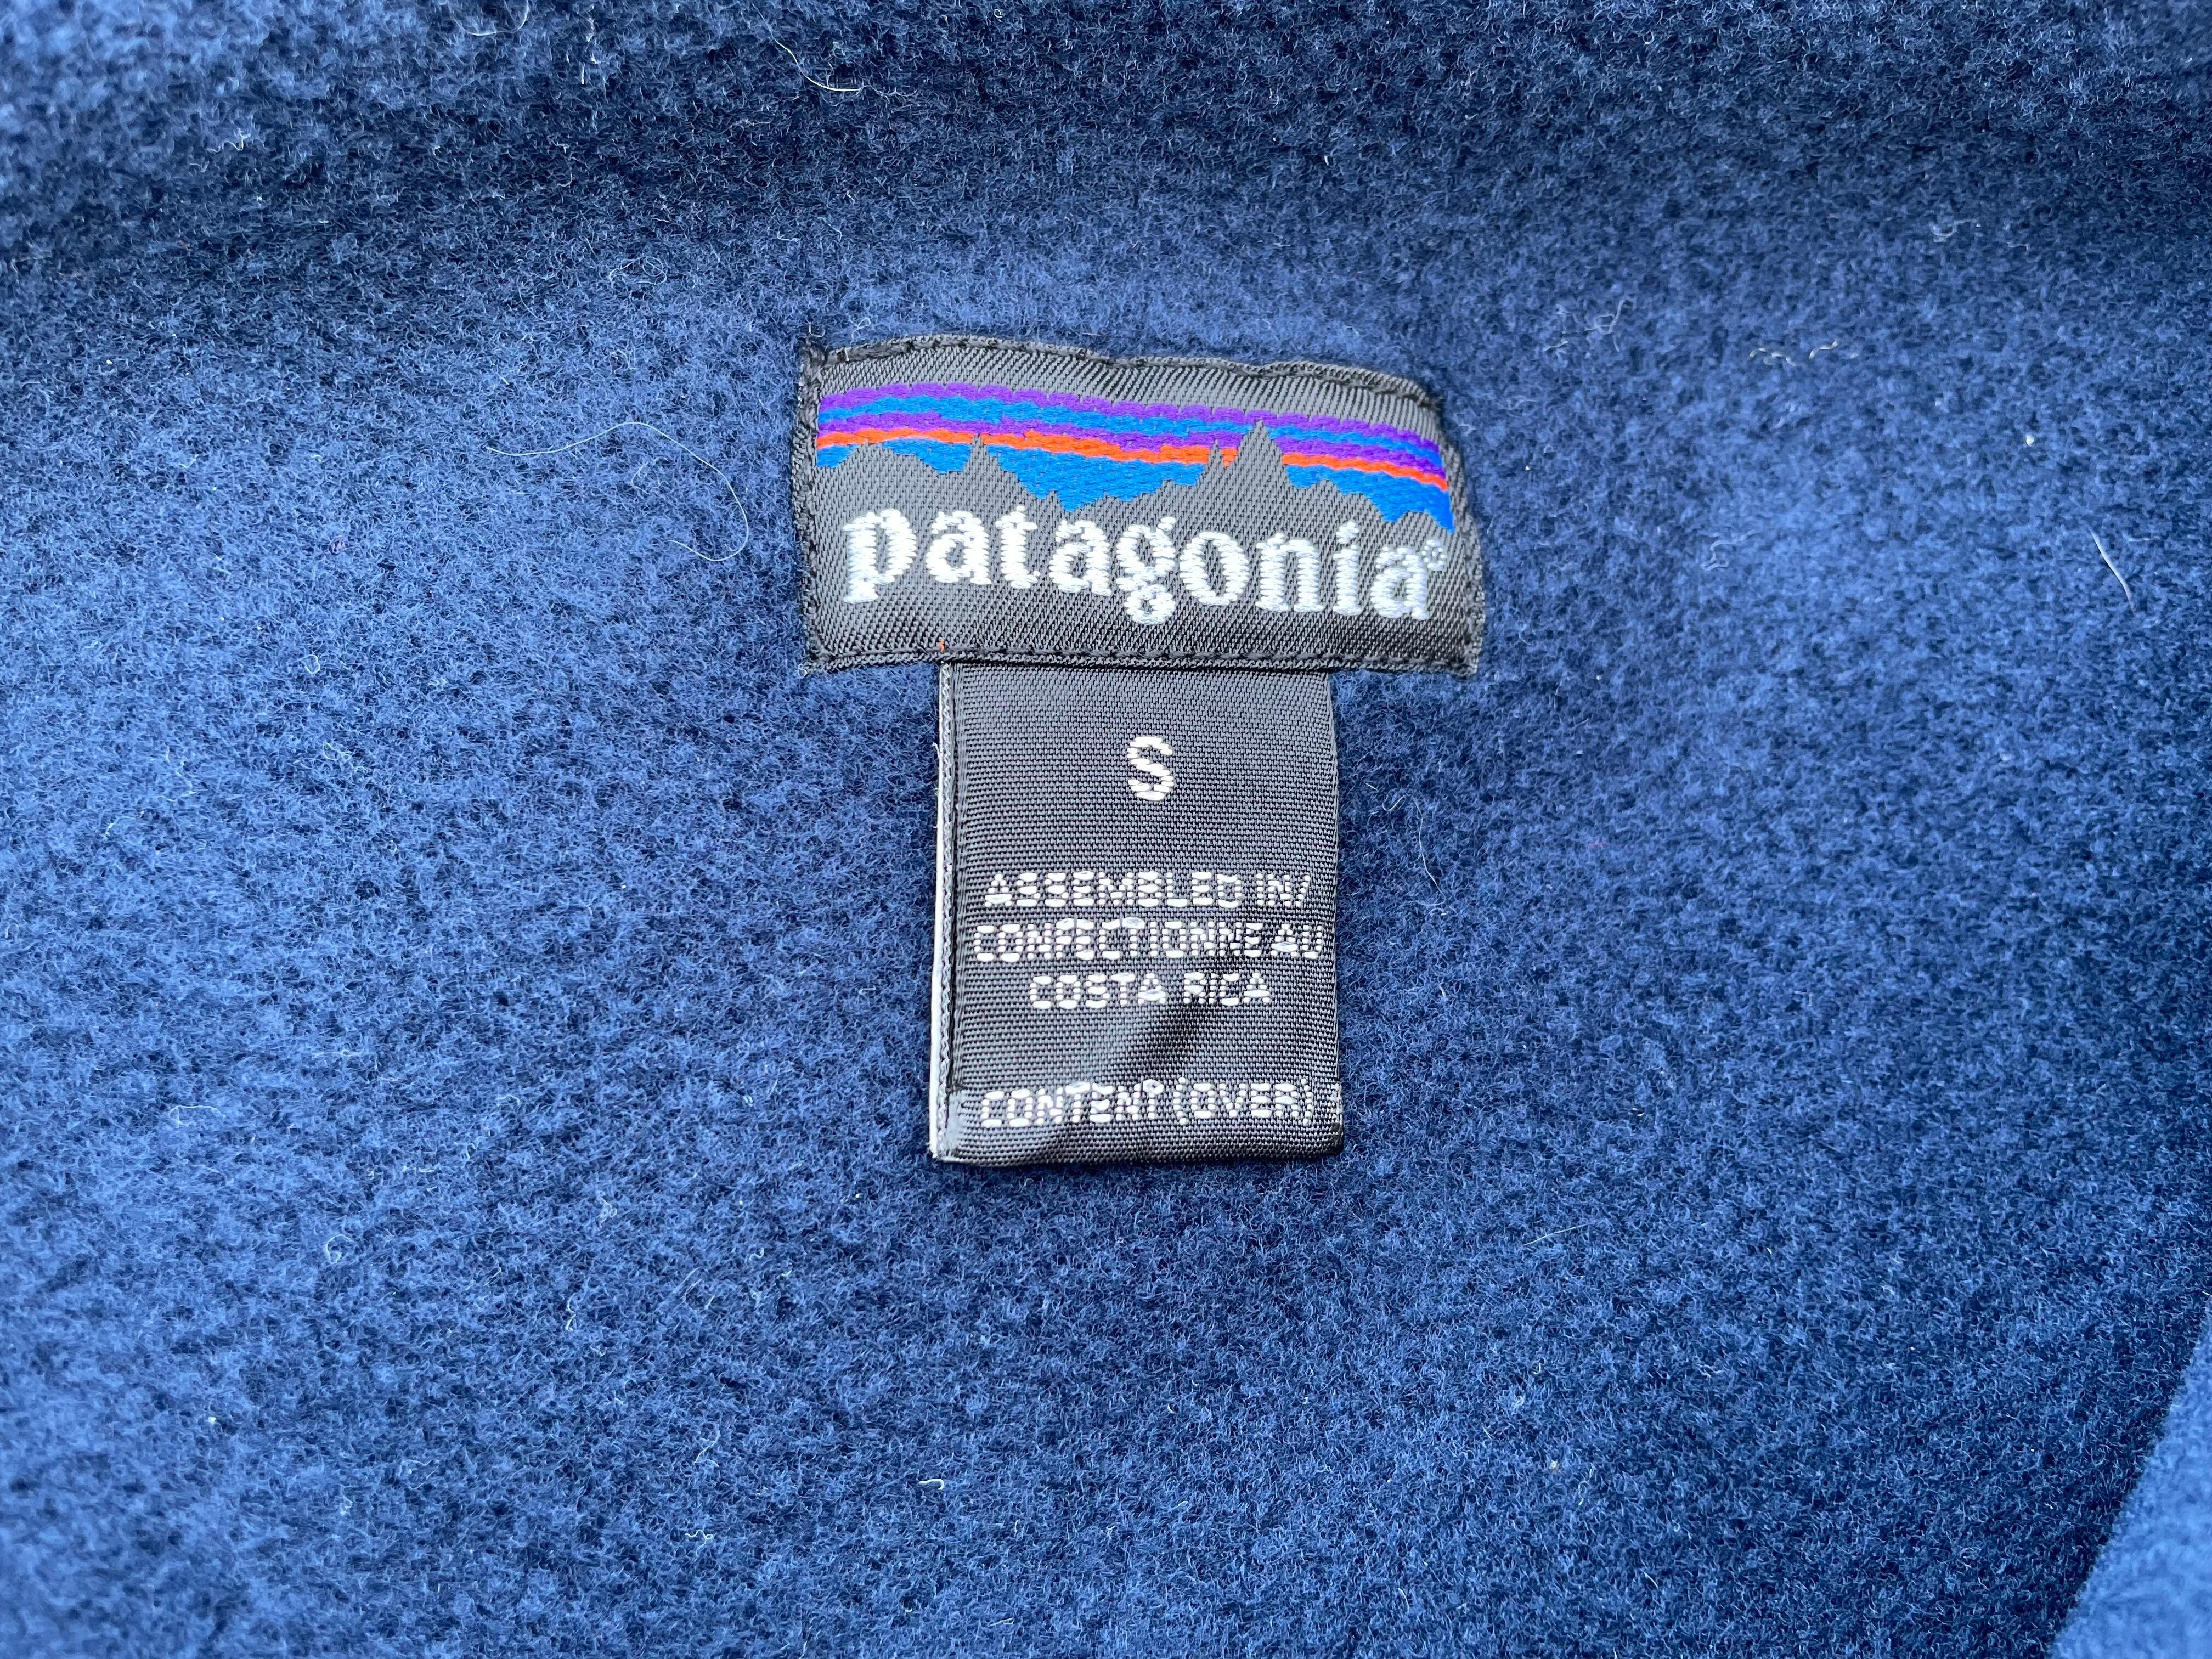 patagonia®
S
ASSEMBLED IN/
CONFECTIONNE AU
COSTA RICA
CONTENT (OVER)